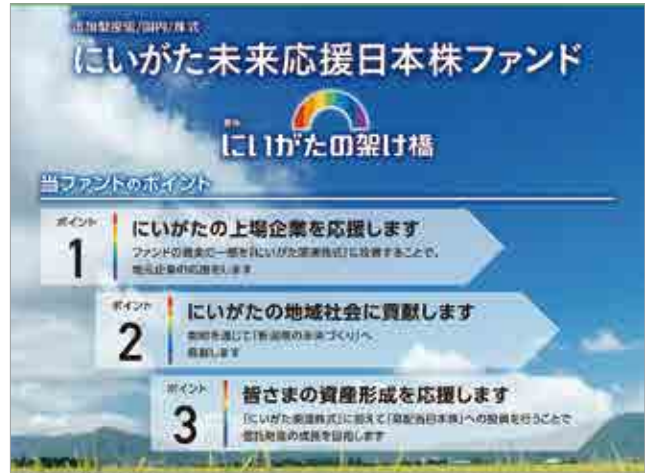 追加型投信/国内/株式
にいがた未来応援日本株ファンド
愛称
にいがたの架け橋
当ファンドのポイント
ポイント
1
にいがたの上場企業を応援します
ファンドの資産の一部を「にいがた関連株式」に投資することで、
地元企業の応援をします
ポイント
2
にいがたの地域社会に貢献します
寄附を通じて「新潟県の未来づくり」へ
貢献します
ポイント
3
皆さまの資産形成を応援します
「にいがた関連株式」に加えて「高配当日本株」への投資を行うことで
信託財産の成長を目指します